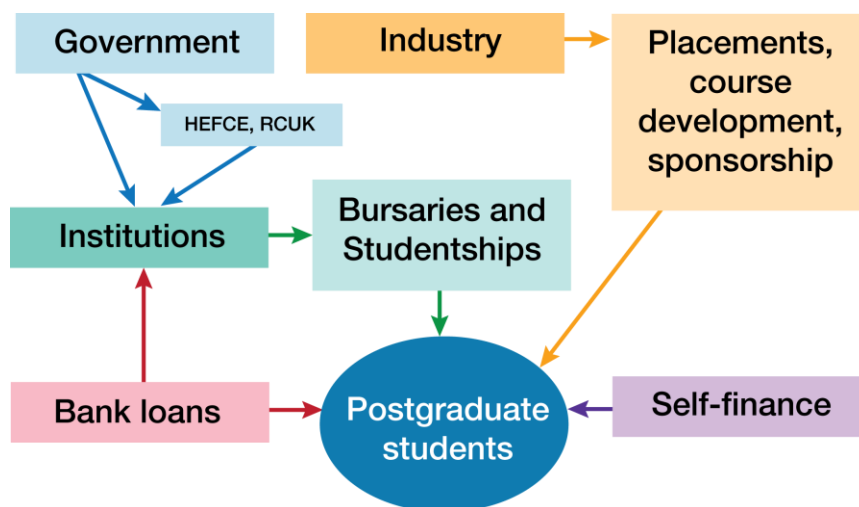 Government
Industry
Placements,
course
development,
sponsorship
HEFCE, RCUK
Institutions
Bursaries and
Studentships
Bank loans
Postgraduate
students
Self-finance